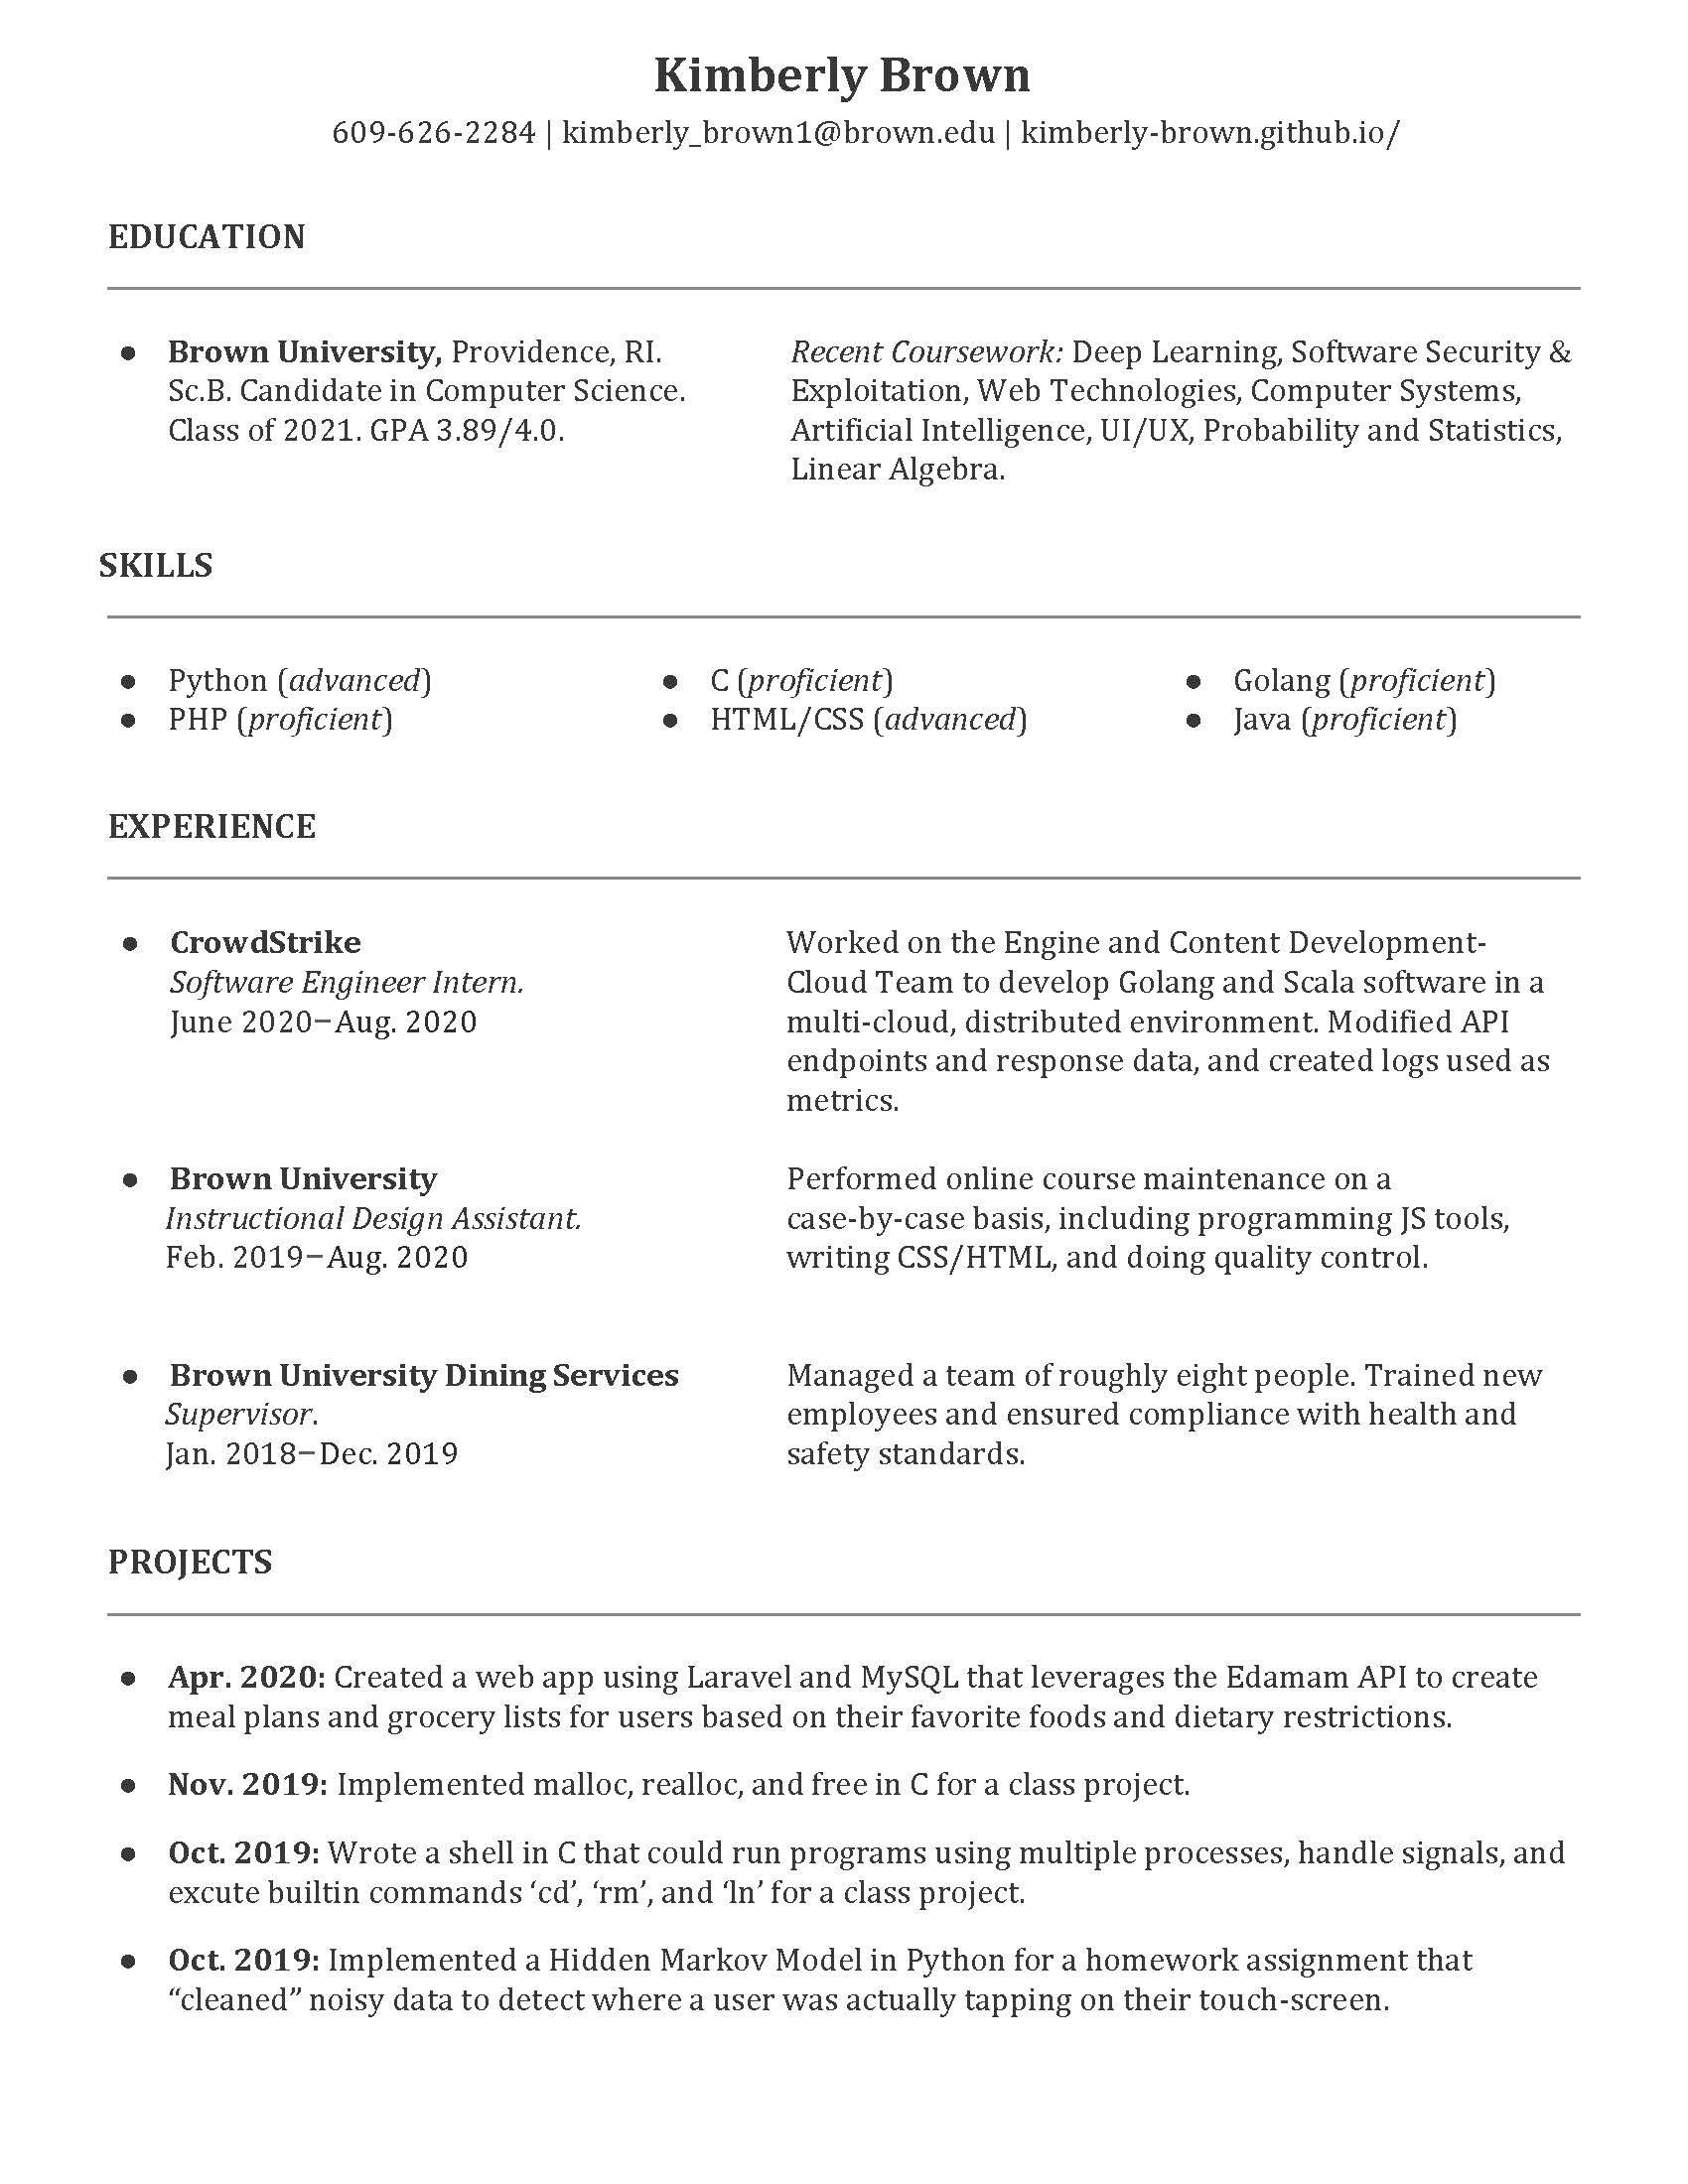 Kimberly Brown
609-626-2284 | kimberly_brown1@brown.edu | kimberly-brown.github.io/
EDUCATION
● Brown University, Providence, RI.
Sc.B. Candidate in Computer Science.
Class of 2021. GPA 3.89/4.0.
Recent Coursework: Deep Learning, Software Security &
Exploitation, Web Technologies, Computer Systems,
Artificial Intelligence, UI/UX, Probability and Statistics,
Linear Algebra.
SKILLS
● Python (advanced)
● PHP (proficient)
● C (proficient)
● HTML/CSS (advanced)
● Golang (proficient)
● Java (proficient)
EXPERIENCE
● CrowdStrike
Software Engineer Intern.
June 2020–Aug. 2020
Worked on the Engine and Content Development-
Cloud Team to develop Golang and Scala software in a
multi-cloud, distributed environment. Modified API
endpoints and response data, and created logs used as
metrics.
● Brown University
Instructional Design Assistant.
Feb. 2019–Aug. 2020
Performed online course maintenance on a
case-by-case basis, including programming JS tools,
writing CSS/HTML, and doing quality control.
● Brown University Dining Services
Supervisor.
Jan. 2018–Dec. 2019
Managed a team of roughly eight people. Trained new
employees and ensured compliance with health and
safety standards.
PROJECTS
● Apr. 2020: Created a web app using Laravel and MySQL that leverages the Edamam API to create
meal plans and grocery lists for users based on their favorite foods and dietary restrictions.
● Nov. 2019: Implemented malloc, realloc, and free in C for a class project.
● Oct. 2019: Wrote a shell in C that could run programs using multiple processes, handle signals, and
excute builtin commands ‘cd’, ‘rm’, and ‘ln’ for a class project.
● Oct. 2019: Implemented a Hidden Markov Model in Python for a homework assignment that
“cleaned” noisy data to detect where a user was actually tapping on their touch-screen.